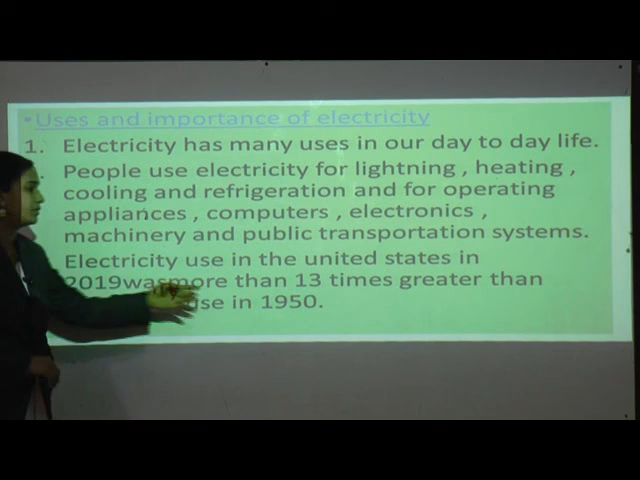 •Uses and importance of electricity
1. Electricity has many uses in our day to day life.
. People use electricity for lightning , heating ,
cooling and refrigeration and for operating
appliances , computers , electronics ,
machinery and public transportation systems.
Electricity use in the united states in
2019wasmore than 13 times greater than
use in 1950.